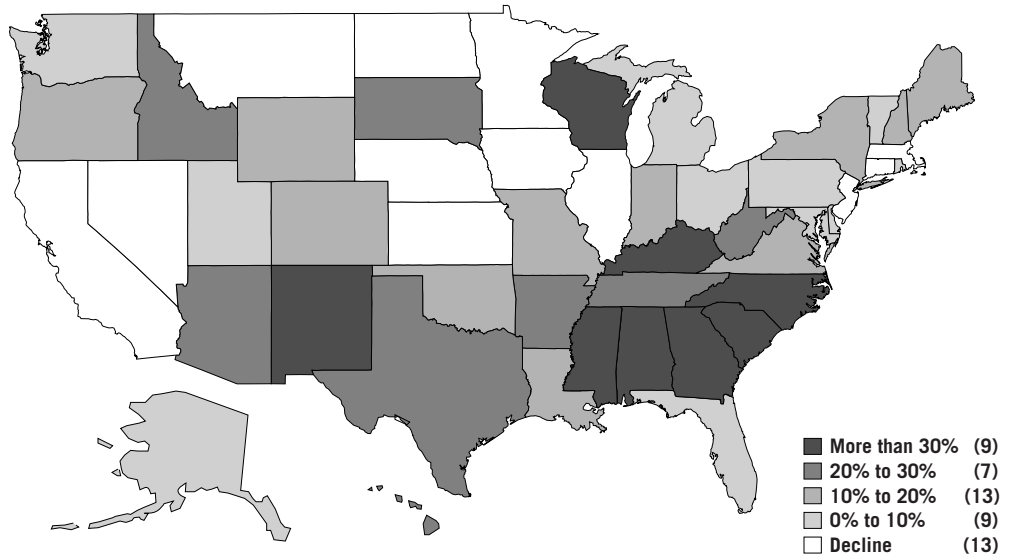 More than 30% (9)
20% to 30% (7)
10% to 20% (13)
0% to 10% (9)
Decline (13)